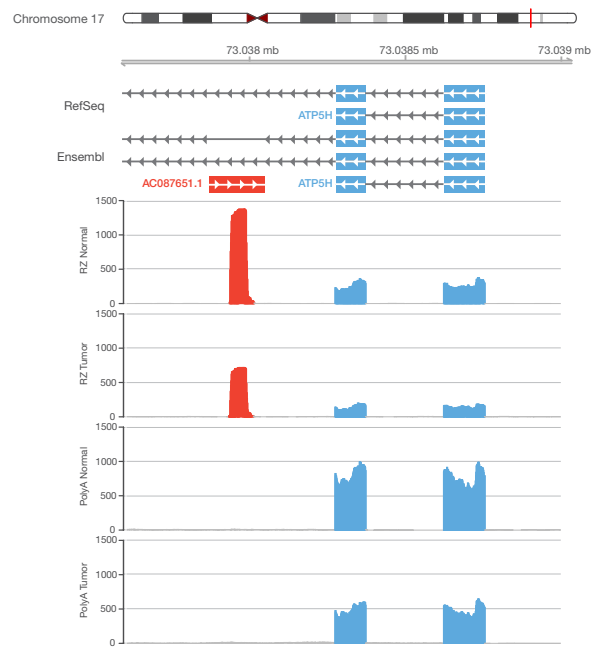 Chromosome 17
73.038 mb 73.0385 mb 73.039 mb
RefSeq
ATP5H
Ensembl
AC087651.1 ATP5H
RZ Normal
1500
1000
500
0
RZ Tumor
1500
1000
500
0
PolyA Normal
1500
1000
500
0
PolyA Tumor
1500
1000
500
0